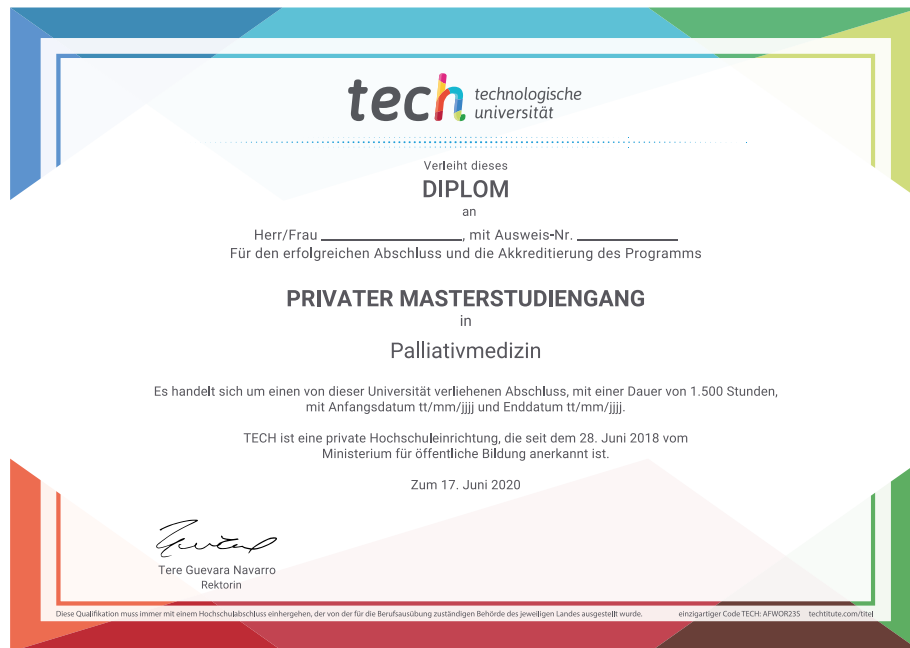 tech technologische
universität
Verleiht dieses
DIPLOM
an
Herr/Frau ____________________, mit Ausweis-Nr. ______________
Für den erfolgreichen Abschluss und die Akkreditierung des Programms
PRIVATER MASTERSTUDIENGANG
in
Palliativmedizin
Es handelt sich um einen von dieser Universität verliehenen Abschluss, mit einer Dauer von 1.500 Stunden,
mit Anfangsdatum tt/mm/jjjj und Enddatum tt/mm/jjjj.
TECH ist eine private Hochschuleinrichtung, die seit dem 28. Juni 2018 vom
Ministerium für öffentliche Bildung anerkannt ist.
Zum 17. Juni 2020
Tere Guevara Navarro
Rektorin
Diese Qualifikation muss immer mit einem Hochschulabschluss einhergehen, der von der für die Berufsausübung zuständigen Behörde des jeweiligen Landes ausgestellt wurde. einzigartiger Code TECH: AFWOR23S techtitute.com/titel